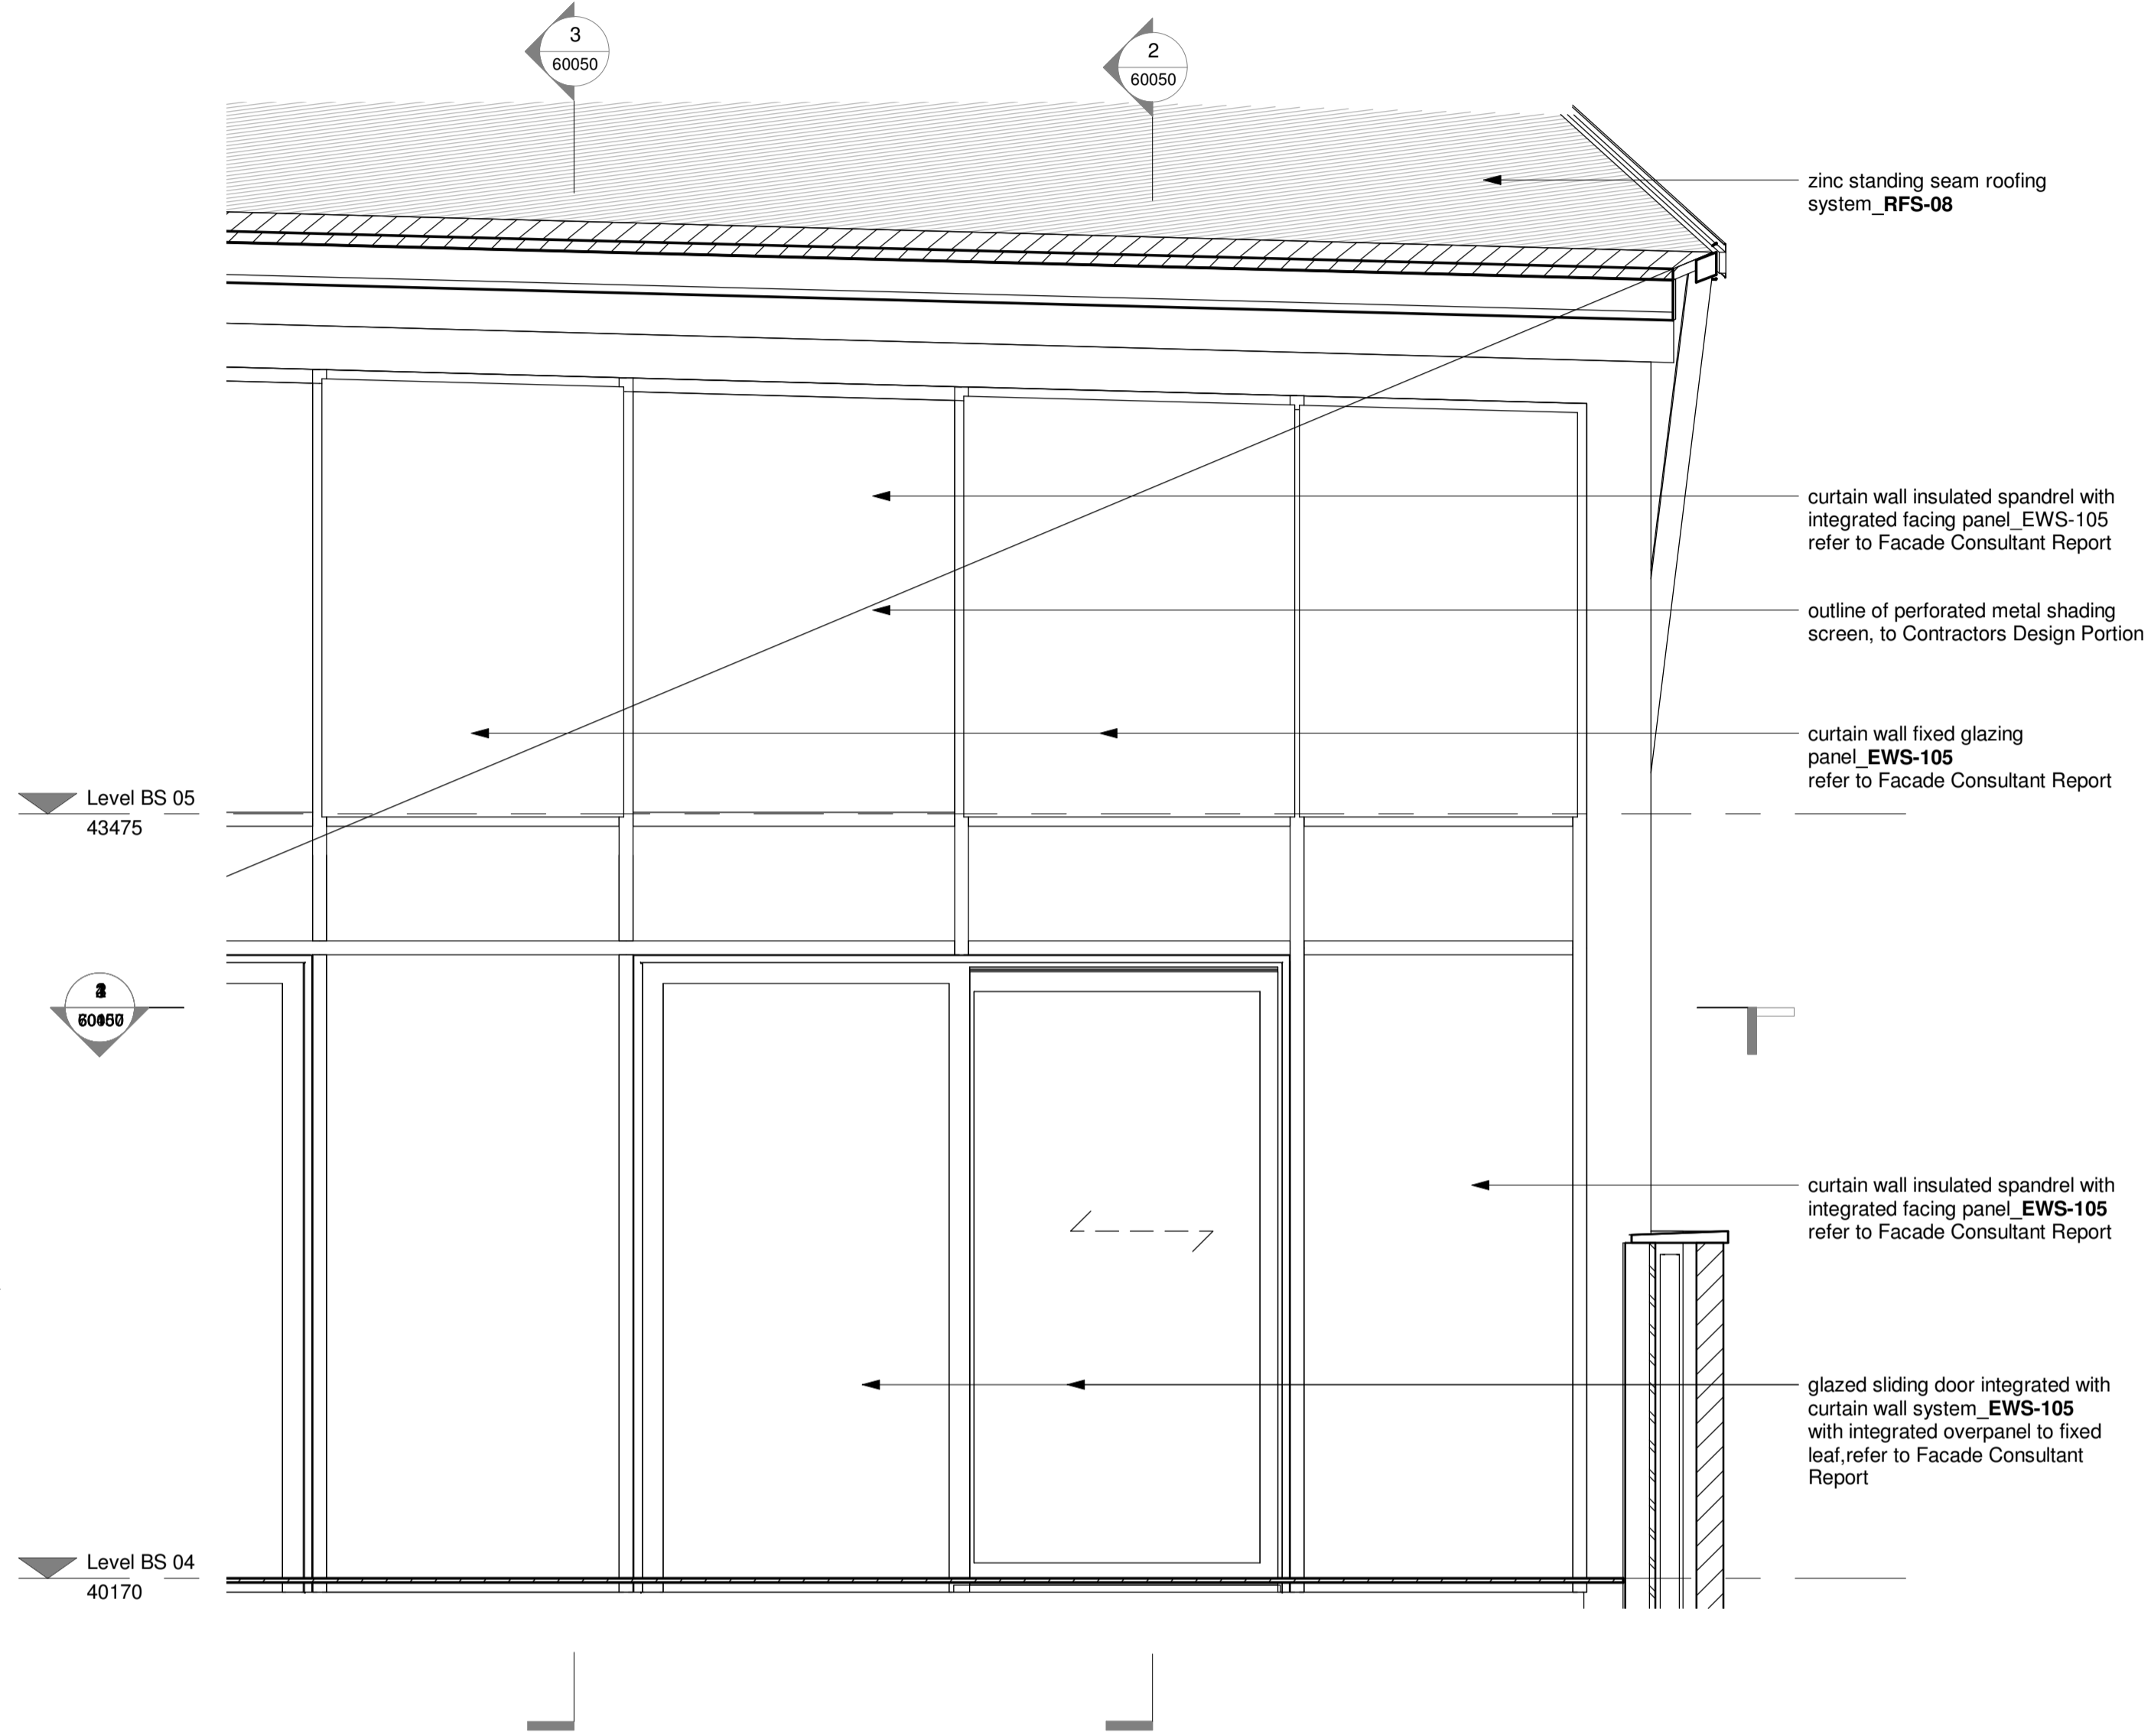 3
60050
2
60050
zinc standing seam roofing
system_RFS-08
curtain wall insulated spandrel with
integrated facing panel_EWS-105
refer to Facade Consultant Report
outline of perforated metal shading
screen, to Contractors Design Portion
curtain wall fixed glazing
panel_EWS-105
refer to Facade Consultant Report
Level BS 05
43475
curtain wall insulated spandrel with
integrated facing panel_EWS-105
refer to Facade Consultant Report
glazed sliding door integrated with
curtain wall system_EWS-105
with integrated overpanel to fixed
leaf,refer to Facade Consultant
Report
Level BS 04
40170